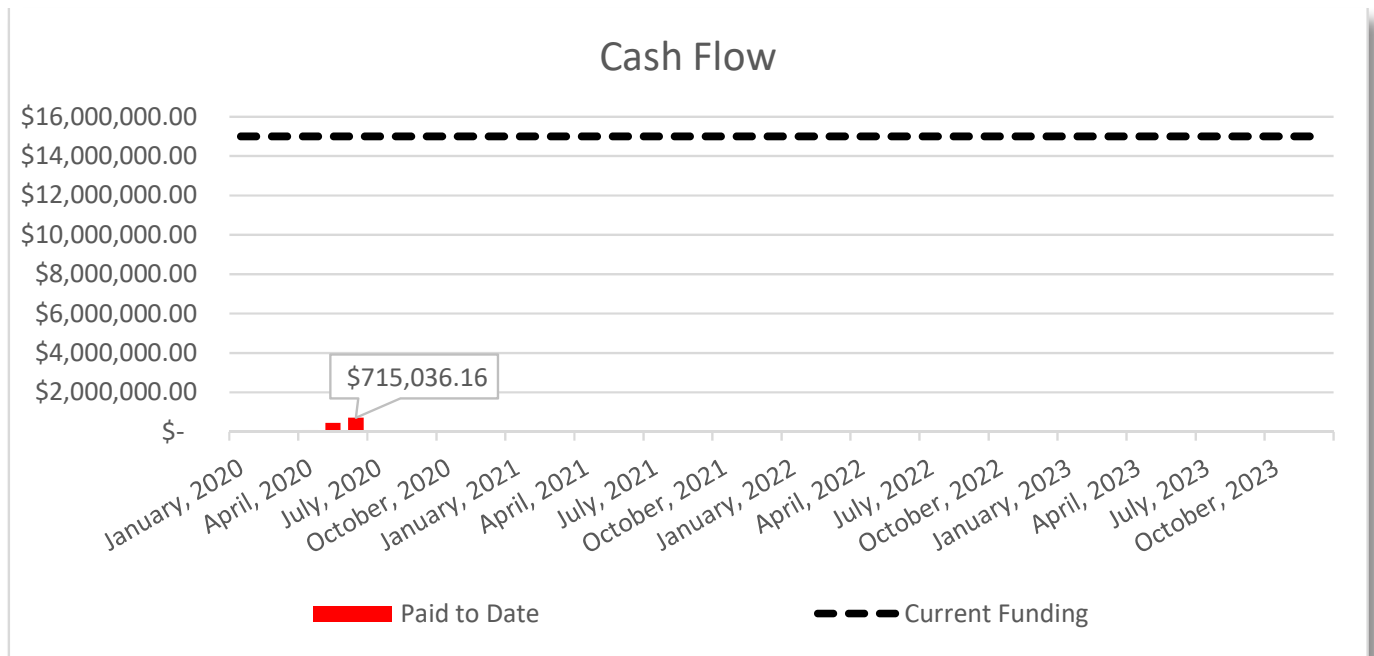 Cash Flow
$16,000,000.00
$14,000,000.00
$12,000,000.00
$10,000,000.00
$8,000,000.00
$6,000,000.00
$4,000,000.00
$2,000,000.00
$-
$715,036.16
January, 2020
April, 2020
July, 2020
October, 2020
January, 2021
April, 2021
July, 2021
October, 2021
January, 2022
April, 2022
July, 2022
October, 2022
January, 2023
April, 2023
July, 2023
October, 2023
Paid to Date
Current Funding